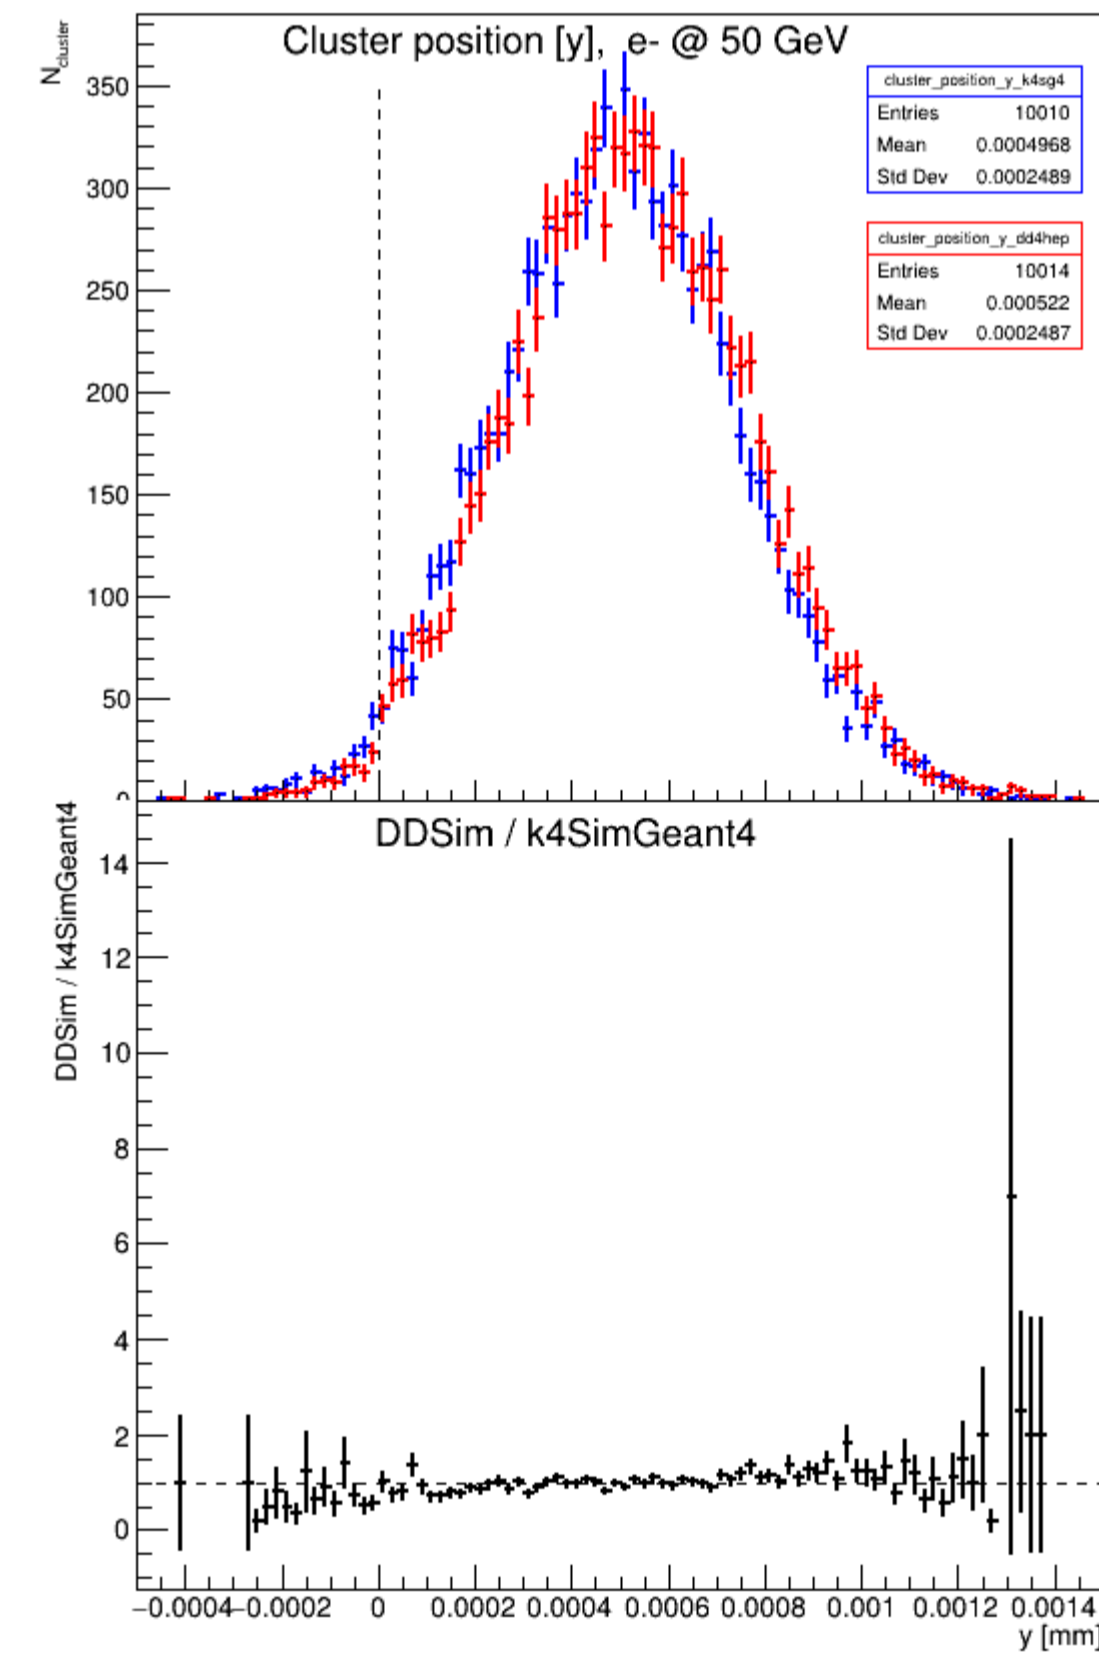 Cluster position [y], e- @ 50 GeV
N_cluster
cluster_position_y_k4sg4
Entries 10010
Mean 0.0004968
Std Dev 0.0002489
cluster_position_y_dd4hep
Entries 10014
Mean 0.000522
Std Dev 0.0002487
350
300
250
200
150
100
50
0
DDSim / k4SimGeant4
DDSim / k4SimGeant4
14
12
10
8
6
4
2
0
−0.0004 −0.0002 0 0.0002 0.0004 0.0006 0.0008 0.001 0.0012 0.0014
y [mm]